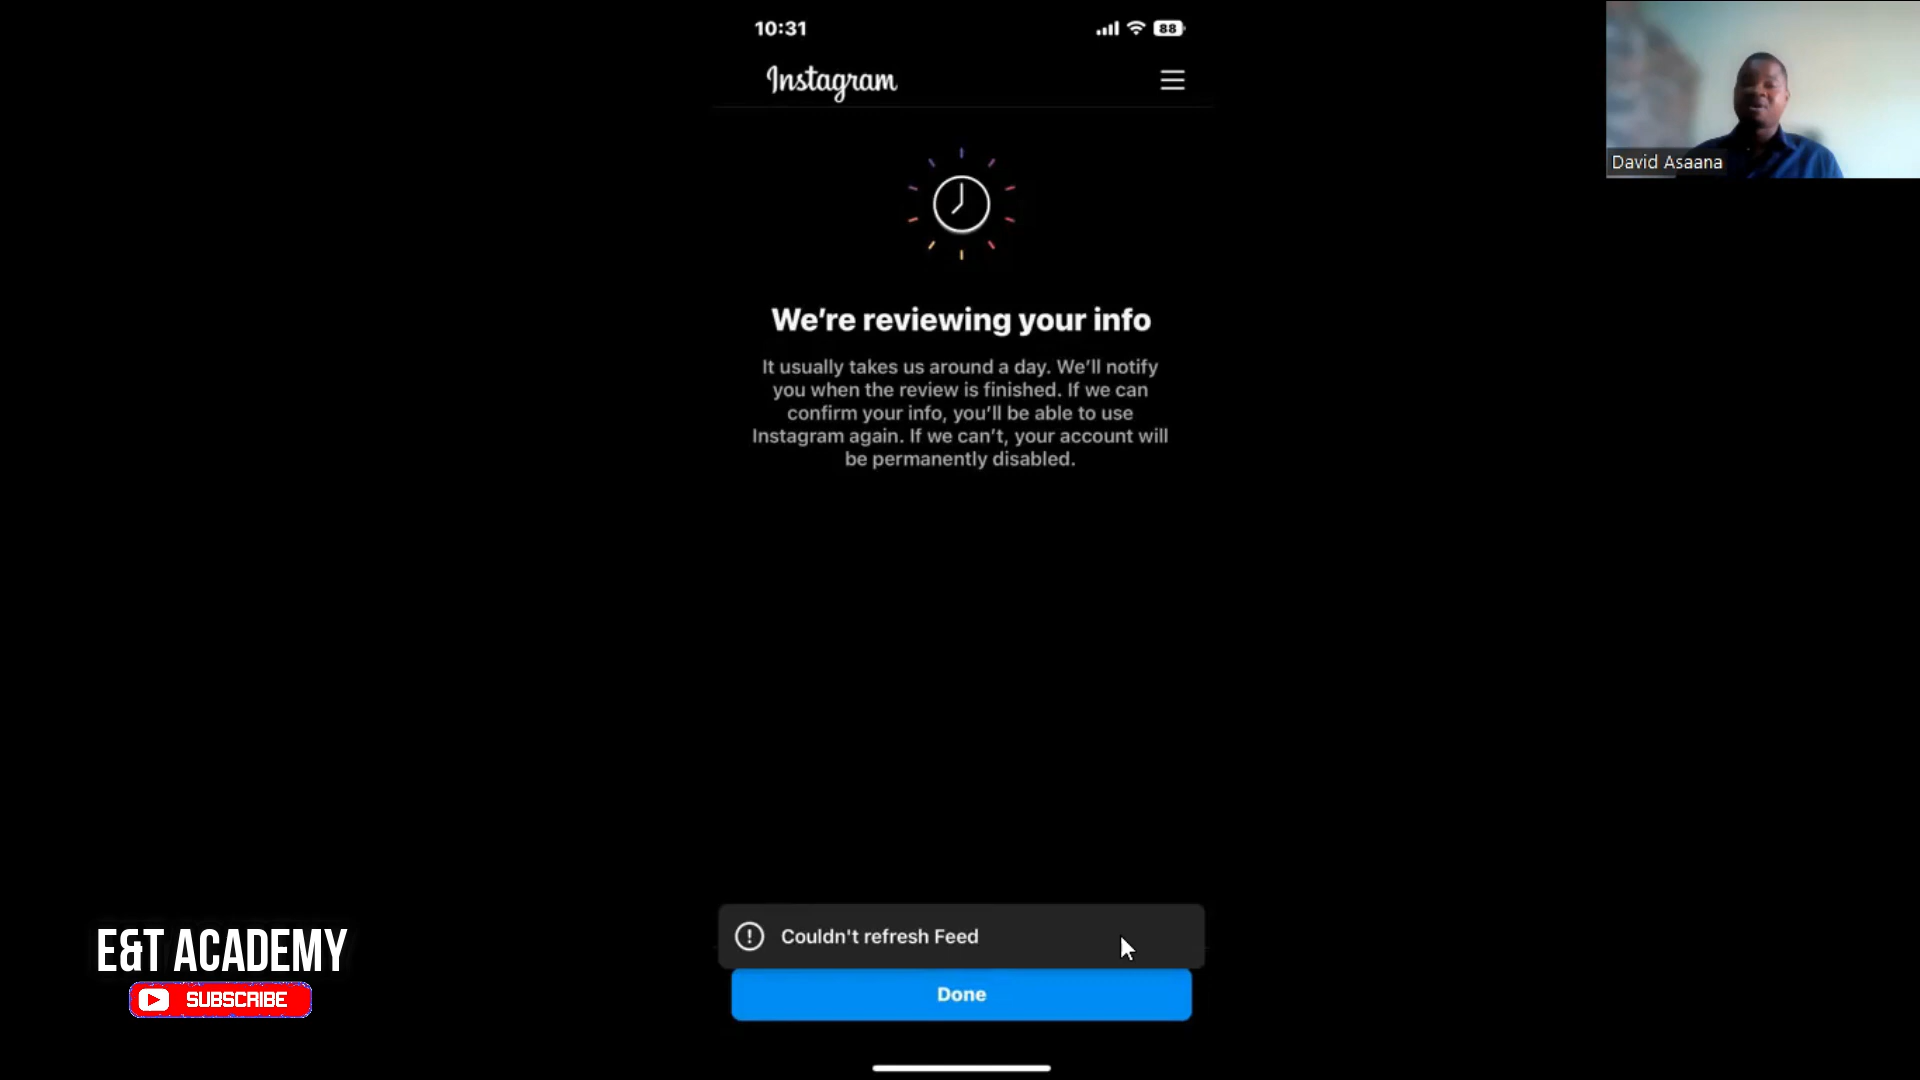 10:31
88
Instagram
David Asaana
We're reviewing your info
It usually takes us around a day. We'll notify
you when the review is finished. If we can
confirm your info, you'll be able to use
Instagram again. If we can't, your account will
be permanently disabled.
Couldn't refresh Feed
Done
E&T ACADEMY
SUBSCRIBE